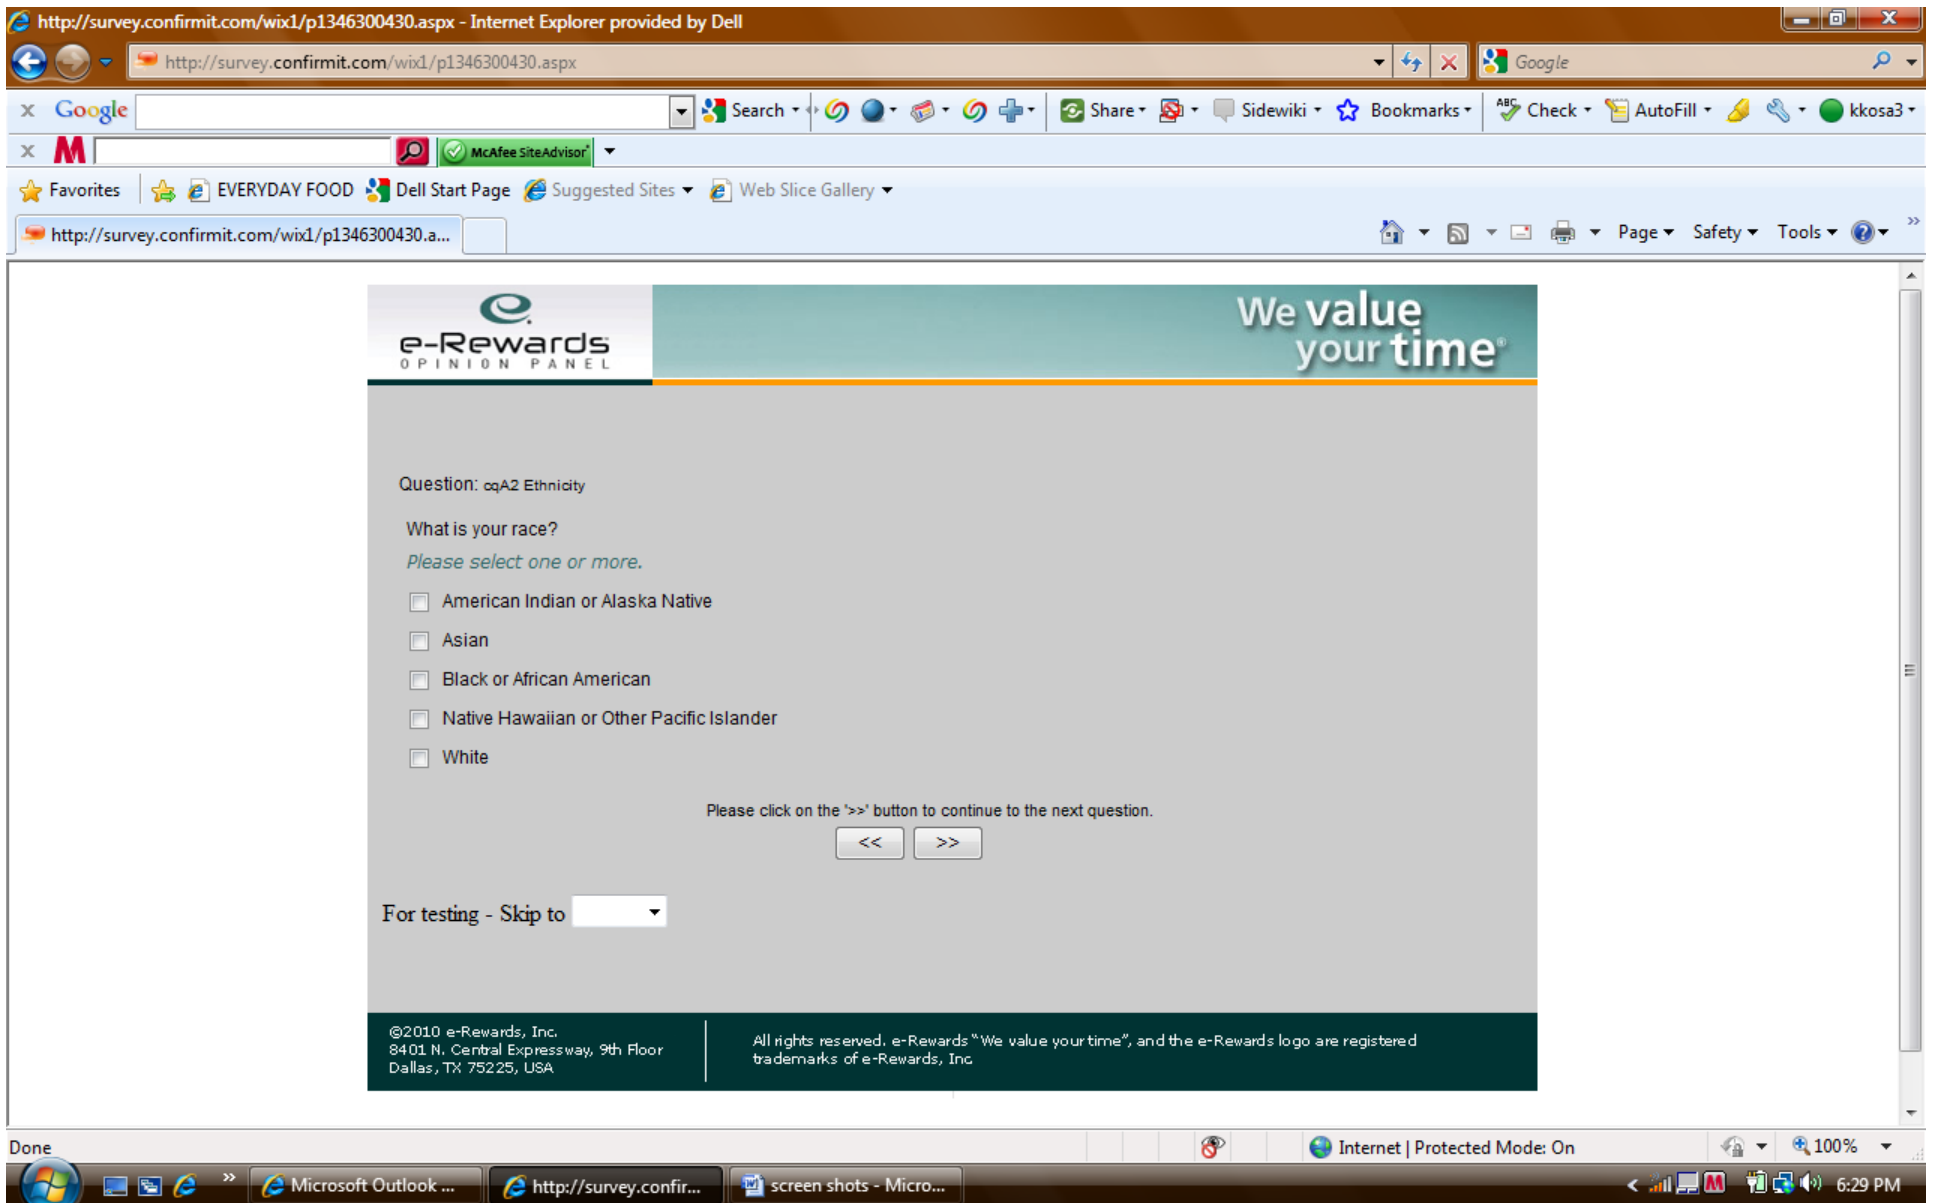 http://survey.confirmit.com/wix1/p1346300430.aspx - Internet Explorer provided by Dell
http://survey.confirmit.com/wix1/p1346300430.aspx
Google
x Google Search Share Sidewiki Bookmarks Check AutoFill kkosa3
x M McAfee SiteAdvisor
Favorites EVERYDAY FOOD Dell Start Page Suggested Sites Web Slice Gallery
http://survey.confirmit.com/wix1/p1346300430.a...
Page Safety Tools
e-Rewards
OPINION PANEL
We value
your time®
Question: cqA2 Ethnicity
What is your race?
Please select one or more.
American Indian or Alaska Native
Asian
Black or African American
Native Hawaiian or Other Pacific Islander
White
Please click on the '>>' button to continue to the next question.
<< >>
For testing - Skip to
©2010 e-Rewards, Inc.
8401 N. Central Expressway, 9th Floor
Dallas, TX 75225, USA
All rights reserved. e-Rewards "We value your time", and the e-Rewards logo are registered
trademarks of e-Rewards, Inc
Done
Internet | Protected Mode: On
100%
Microsoft Outlook ...
http://survey.confir...
screen shots - Micro...
6:29 PM